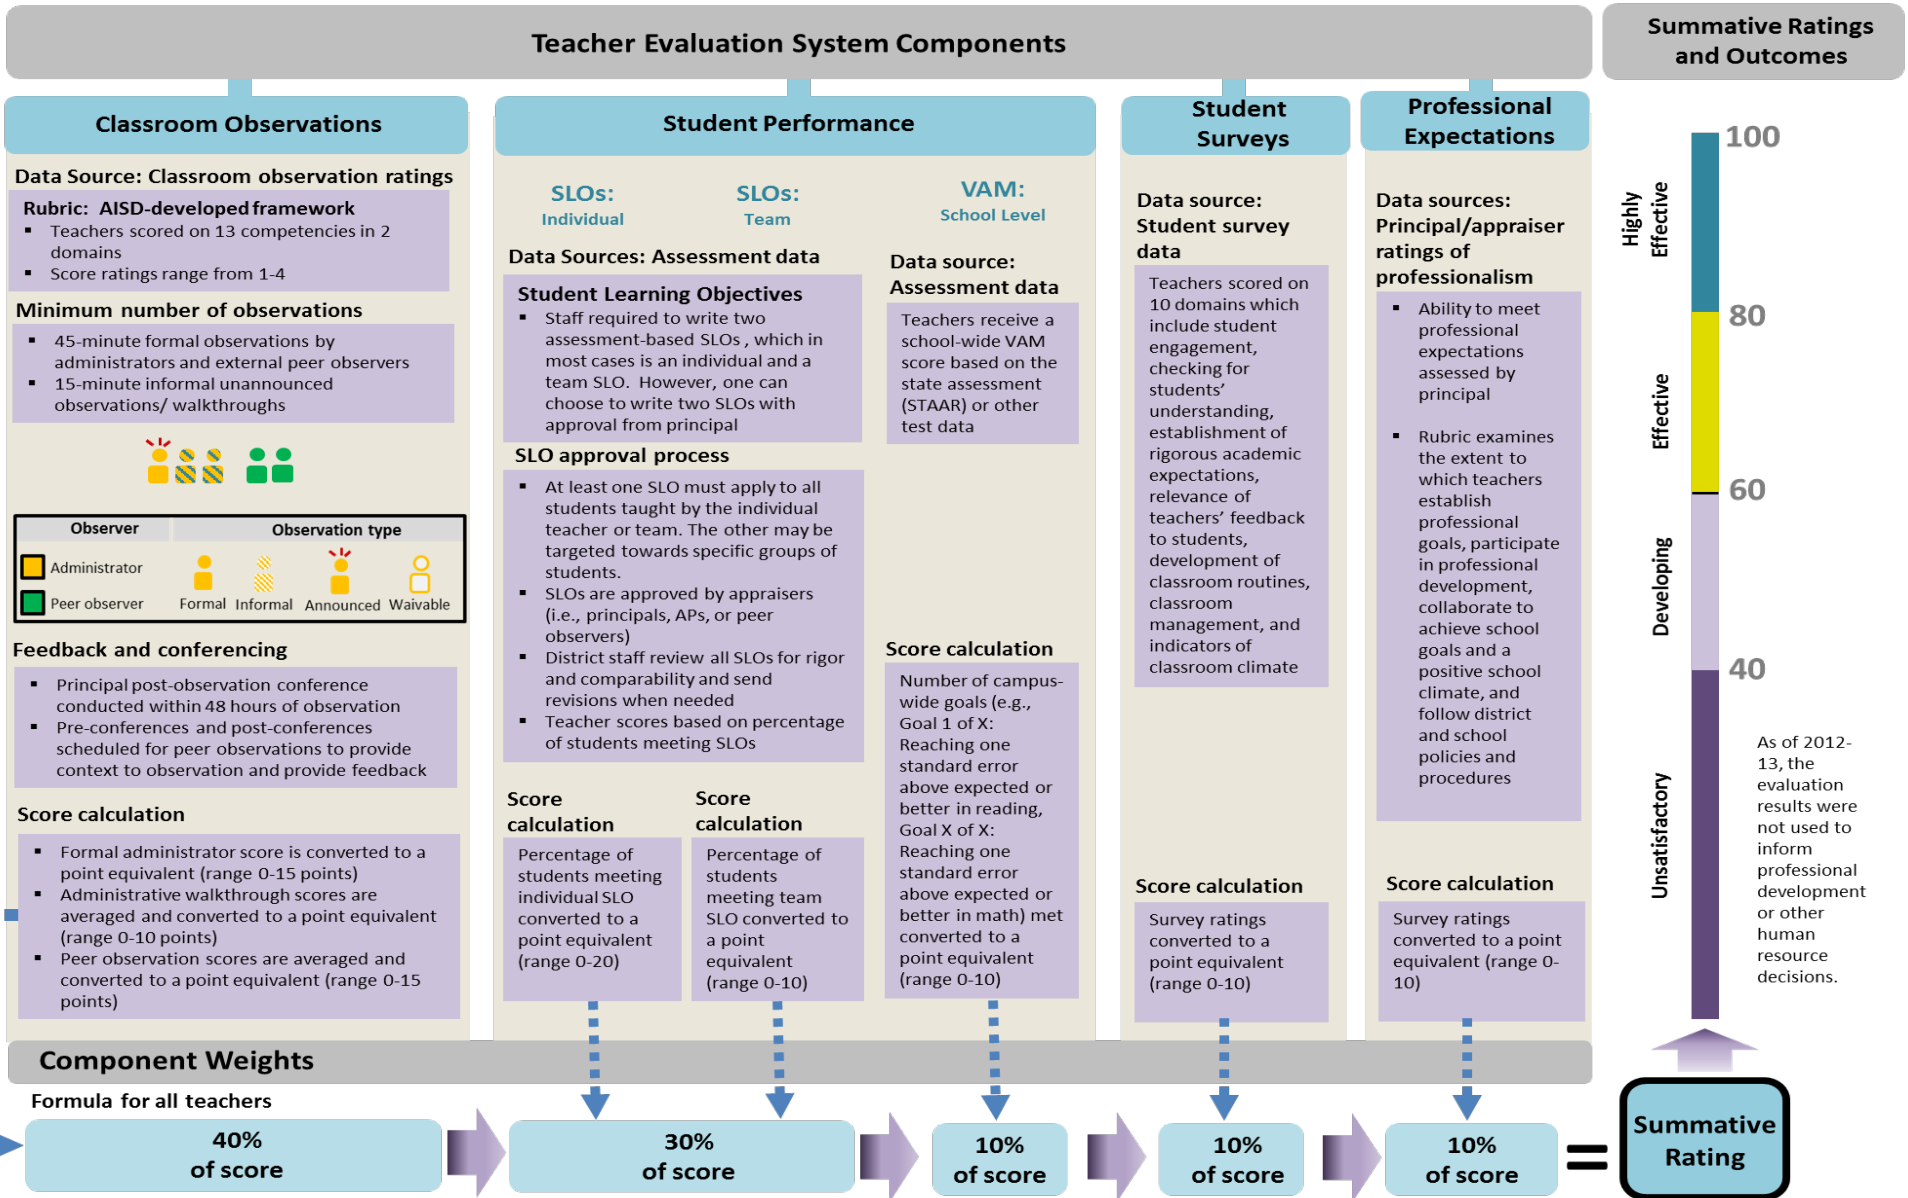 Teacher Evaluation System Components
Summative Ratings
and Outcomes
Classroom Observations
Data Source: Classroom observation ratings
Rubric: AISD-developed framework
▪ Teachers scored on 13 competencies in 2
domains
▪ Score ratings range from 1-4
Minimum number of observations
▪ 45-minute formal observations by
administrators and external peer observers
▪ 15-minute informal unannounced
observations/ walkthroughs
Observer
Observation type
Administrator
Peer observer
Formal
Informal
Announced
Waivable
Feedback and conferencing
▪ Principal post-observation conference
conducted within 48 hours of observation
▪ Pre-conferences and post-conferences
scheduled for peer observations to provide
context to observation and provide feedback
Score calculation
▪ Formal administrator score is converted to a
point equivalent (range 0-15 points)
▪ Administrative walkthrough scores are
averaged and converted to a point equivalent
(range 0-10 points)
▪ Peer observation scores are averaged and
converted to a point equivalent (range 0-15
points)
Student Performance
SLOs:
Individual
SLOs:
Team
VAM:
School Level
Data Sources: Assessment data
Student Learning Objectives
▪ Staff required to write two
assessment-based SLOs , which in
most cases is an individual and a
team SLO. However, one can
choose to write two SLOs with
approval from principal
SLO approval process
▪ At least one SLO must apply to all
students taught by the individual
teacher or team. The other may be
targeted towards specific groups of
students.
▪ SLOs are approved by appraisers
(i.e., principals, APs, or peer
observers)
▪ District staff review all SLOs for rigor
and comparability and send
revisions when needed
▪ Teacher scores based on percentage
of students meeting SLOs
Score
calculation
Percentage of
students meeting
individual SLO
converted to a
point equivalent
(range 0-20)
Score
calculation
Percentage of
students
meeting team
SLO converted to
a point
equivalent
(range 0-10)
Data source:
Assessment data
Teachers receive a
school-wide VAM
score based on the
state assessment
(STAAR) or other
test data
Score calculation
Number of campus-
wide goals (e.g.,
Goal 1 of X:
Reaching one
standard error
above expected or
better in reading,
Goal X of X:
Reaching one
standard error
above expected or
better in math) met
converted to a
point equivalent
(range 0-10)
Student
Surveys
Data source:
Student survey
data
Teachers scored on
10 domains which
include student
engagement,
checking for
students’
understanding,
establishment of
rigorous academic
expectations,
relevance of
teachers’ feedback
to students,
development of
classroom routines,
classroom
management, and
indicators of
classroom climate
Score calculation
Survey ratings
converted to a
point equivalent
(range 0-10)
Professional
Expectations
Data sources:
Principal/appraiser
ratings of
professionalism
▪ Ability to meet
professional
expectations
assessed by
principal
▪ Rubric examines
the extent to
which teachers
establish
professional
goals, participate
in professional
development,
collaborate to
achieve school
goals and a
positive school
climate, and
follow district
and school
policies and
procedures
Score calculation
Survey ratings
converted to a point
equivalent (range 0-
10)
100
Highly
Effective
80
Effective
60
Developing
40
Unsatisfactory
As of 2012-
13, the
evaluation
results were
not used to
inform
professional
development
or other
human
resource
decisions.
Component Weights
Formula for all teachers
40%
of score
30%
of score
10%
of score
10%
of score
10%
of score
=
Summative
Rating